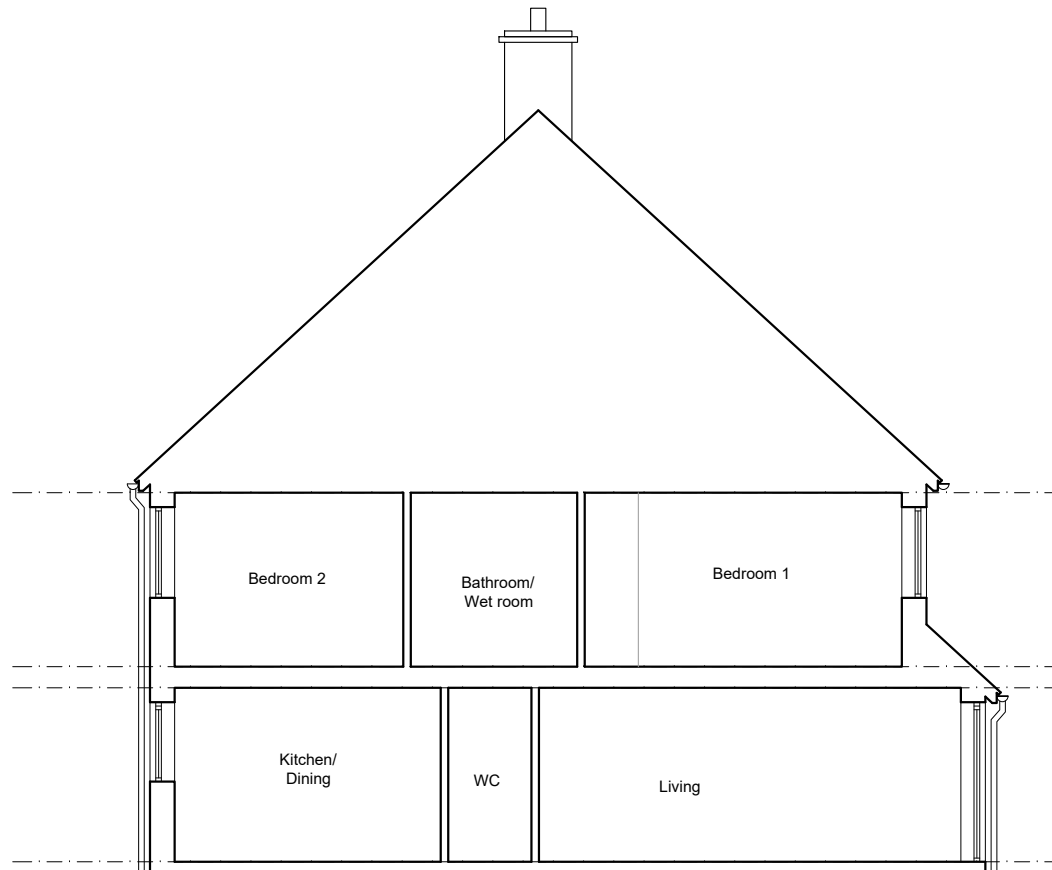 Bedroom 2
Bathroom/
Wet room
Bedroom 1
Kitchen/
Dining
WC
Living